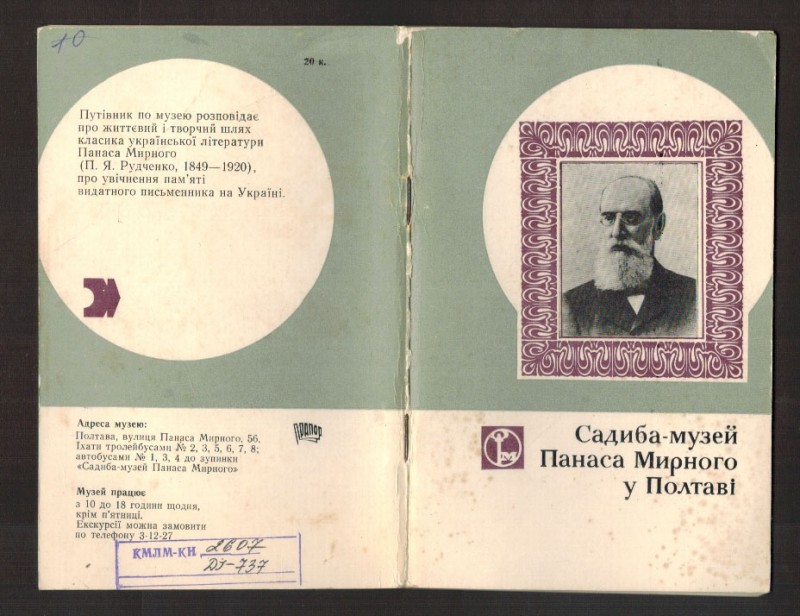 10
20 к.
Путівник по музею розповідає
про життєвий і творчий шлях
класика української літератури
Панаса Мирного
(П. Я. Рудченко, 1849—1920),
про увічнення пам'яті
видатного письменника на Україні.
Адреса музею:
Полтава, вулиця Панаса Мирного, 56.
Їхати тролейбусами № 2, 3, 5, 6, 7, 8;
автобусами № 1, 3, 4 до зупинки
«Садиба-музей Панаса Мирного»
Прапор
Музей працює
з 10 до 18 години щодня,
крім п'ятниці.
Екскурсії можна замовити
по телефону 3-12-27
КМЛМ-КН 2607
ДІ-737
М
Садиба-музей
Панаса Мирного
у Полтаві